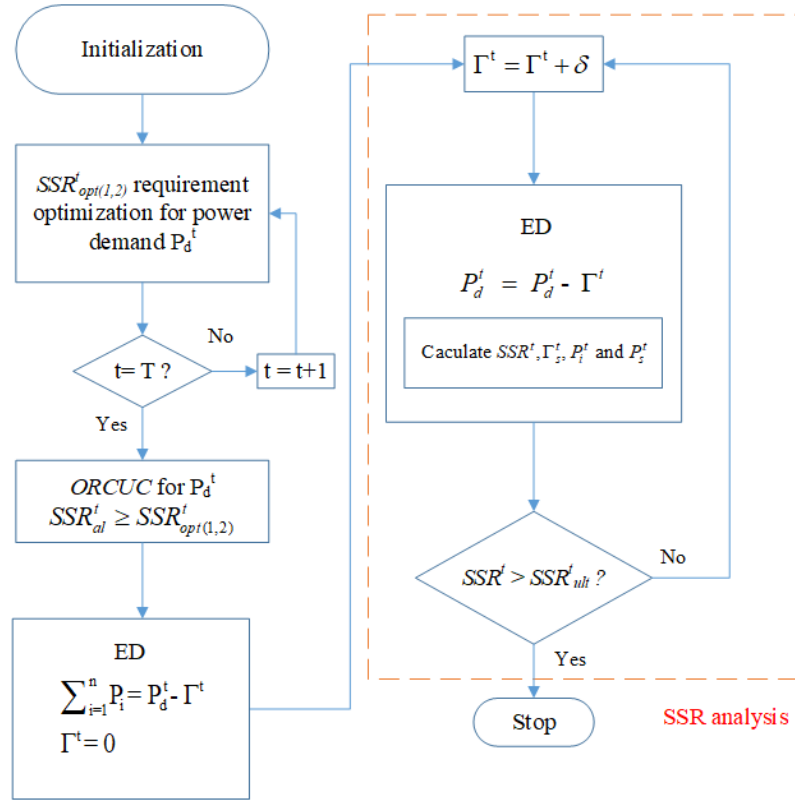 Initialization
SSR^t_opt(1,2) requirement
optimization for power
demand P_d^t
t= T ?
No
t = t+1
Yes
ORCUC for P_d^t
SSR^t_al ≥ SSR^t_opt(1,2)
ED
∑_{i=1}^n P_i = P_d^t - Γ^t
Γ^t = 0
Γ^t = Γ^t + δ
ED
P_d^t = P_d^t - Γ^t
Caculate SSR^t, Γ_s^t, P_i^t and P_s^t
SSR^t > SSR^t_ult ?
No
Yes
Stop
SSR analysis